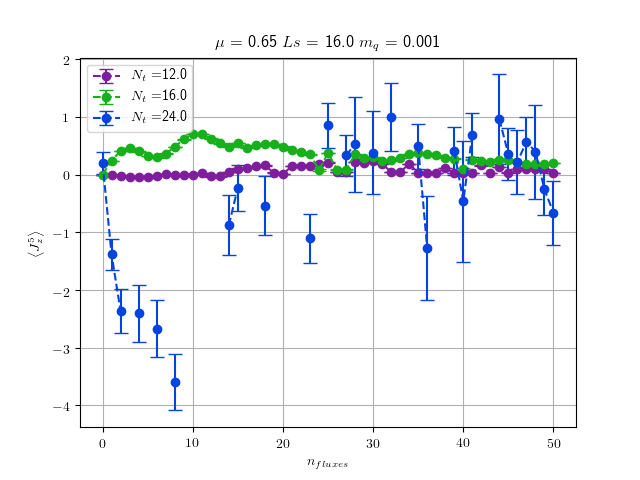 μ = 0.65 Ls = 16.0 m_q = 0.001
N_t =12.0
N_t =16.0
N_t =24.0
2
1
0
−1
−2
−3
−4
⟨J_z^5⟩
0 10 20 30 40 50
n_fluxes